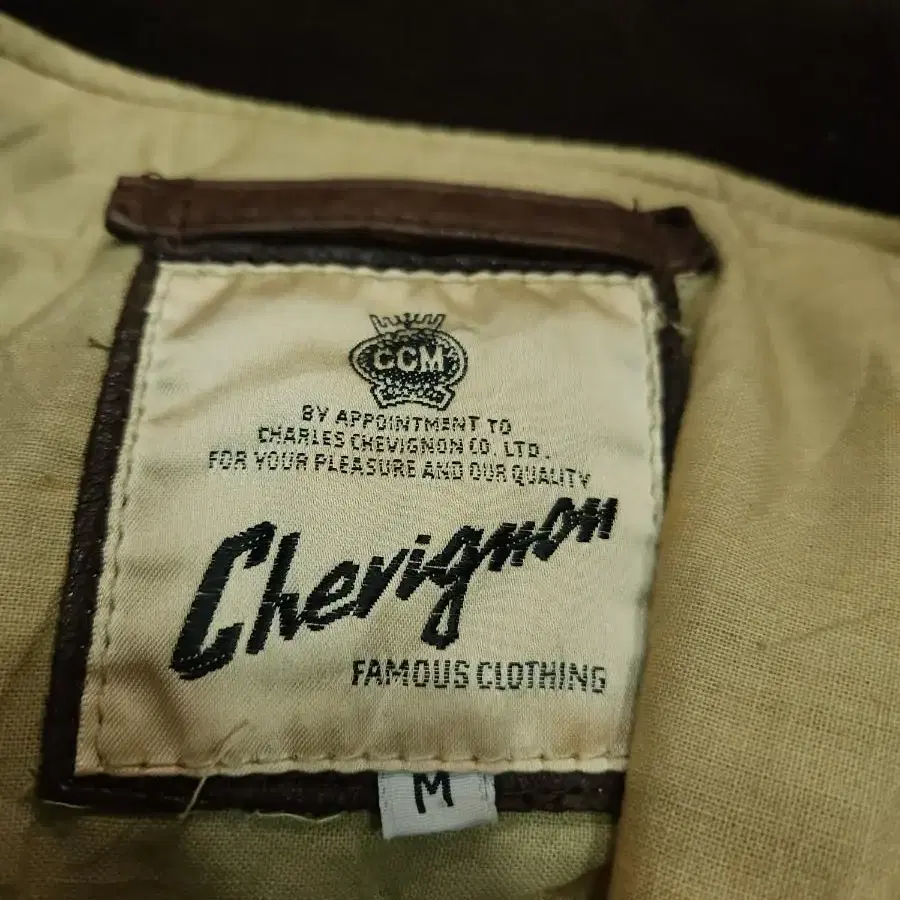 CCM
BY APPOINTMENT TO
CHARLES CHEVIGNON CO. LTD.
FOR YOUR PLEASURE AND OUR QUALITY
Chevignon
FAMOUS CLOTHING
M